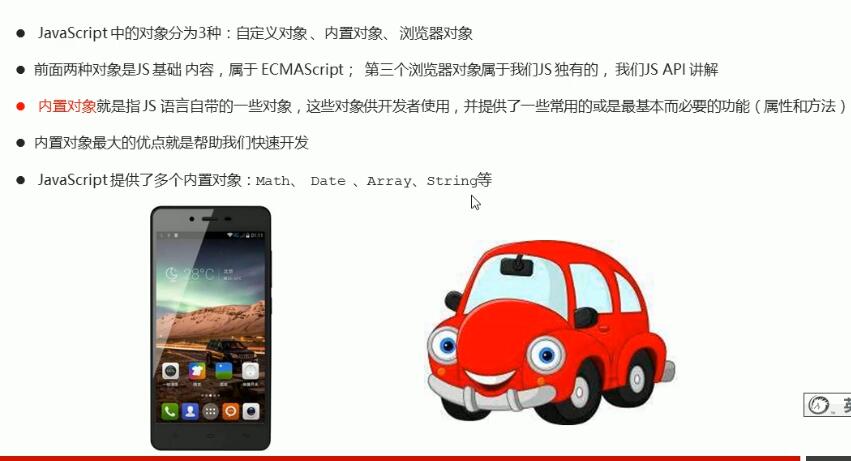 JavaScript 中的对象分为3种：自定义对象 、内置对象、 浏览器对象
前面两种对象是JS 基础 内容，属于 ECMAScript； 第三个浏览器对象属于我们JS 独有的， 我们JS API 讲解
内置对象就是指 JS 语言自带的一些对象，这些对象供开发者使用，并提供了一些常用的或是最基本而必要的功能（属性和方法）
内置对象最大的优点就是帮助我们快速开发
JavaScript 提供了多个内置对象：Math、 Date 、Array、String等
28°C
英